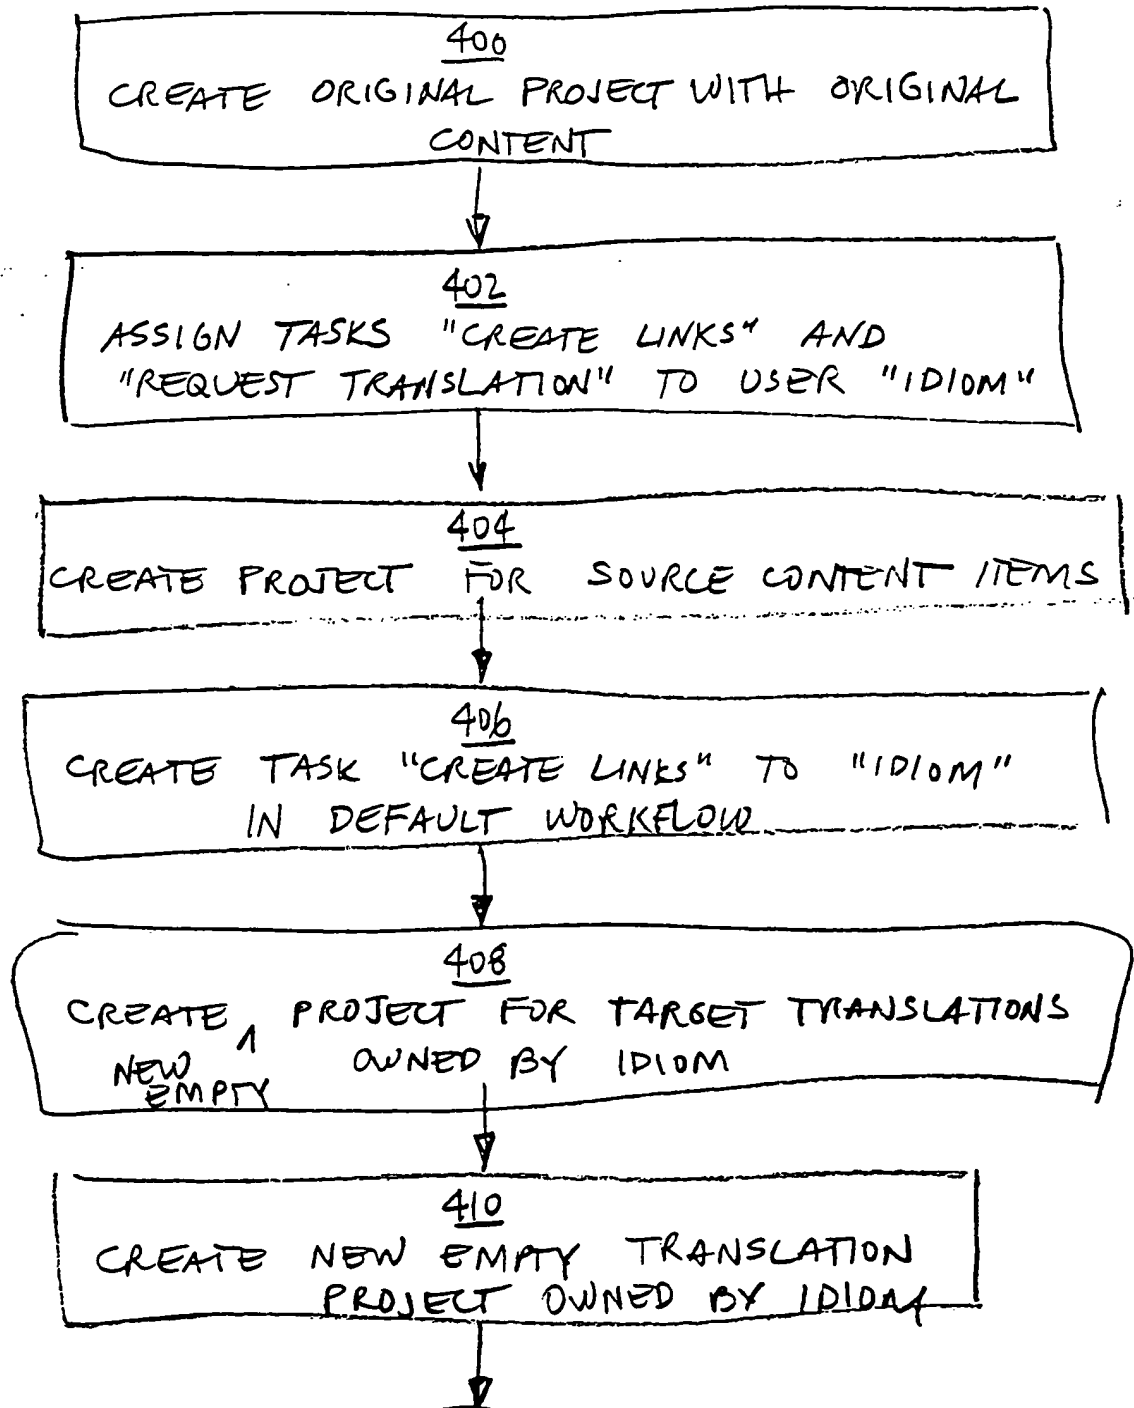 400
CREATE ORIGINAL PROJECT WITH ORIGINAL
CONTENT
402
ASSIGN TASKS "CREATE LINKS" AND
"REQUEST TRANSLATION" TO USER "IDIOM"
404
CREATE PROJECT FOR SOURCE CONTENT ITEMS
406
CREATE TASK "CREATE LINKS" TO "IDIOM"
IN DEFAULT WORKFLOW
408
CREATE ^ PROJECT FOR TARGET TRANSLATIONS
NEW OWNED BY IDIOM
EMPTY
410
CREATE NEW EMPTY TRANSLATION
PROJECT OWNED BY IDIOM